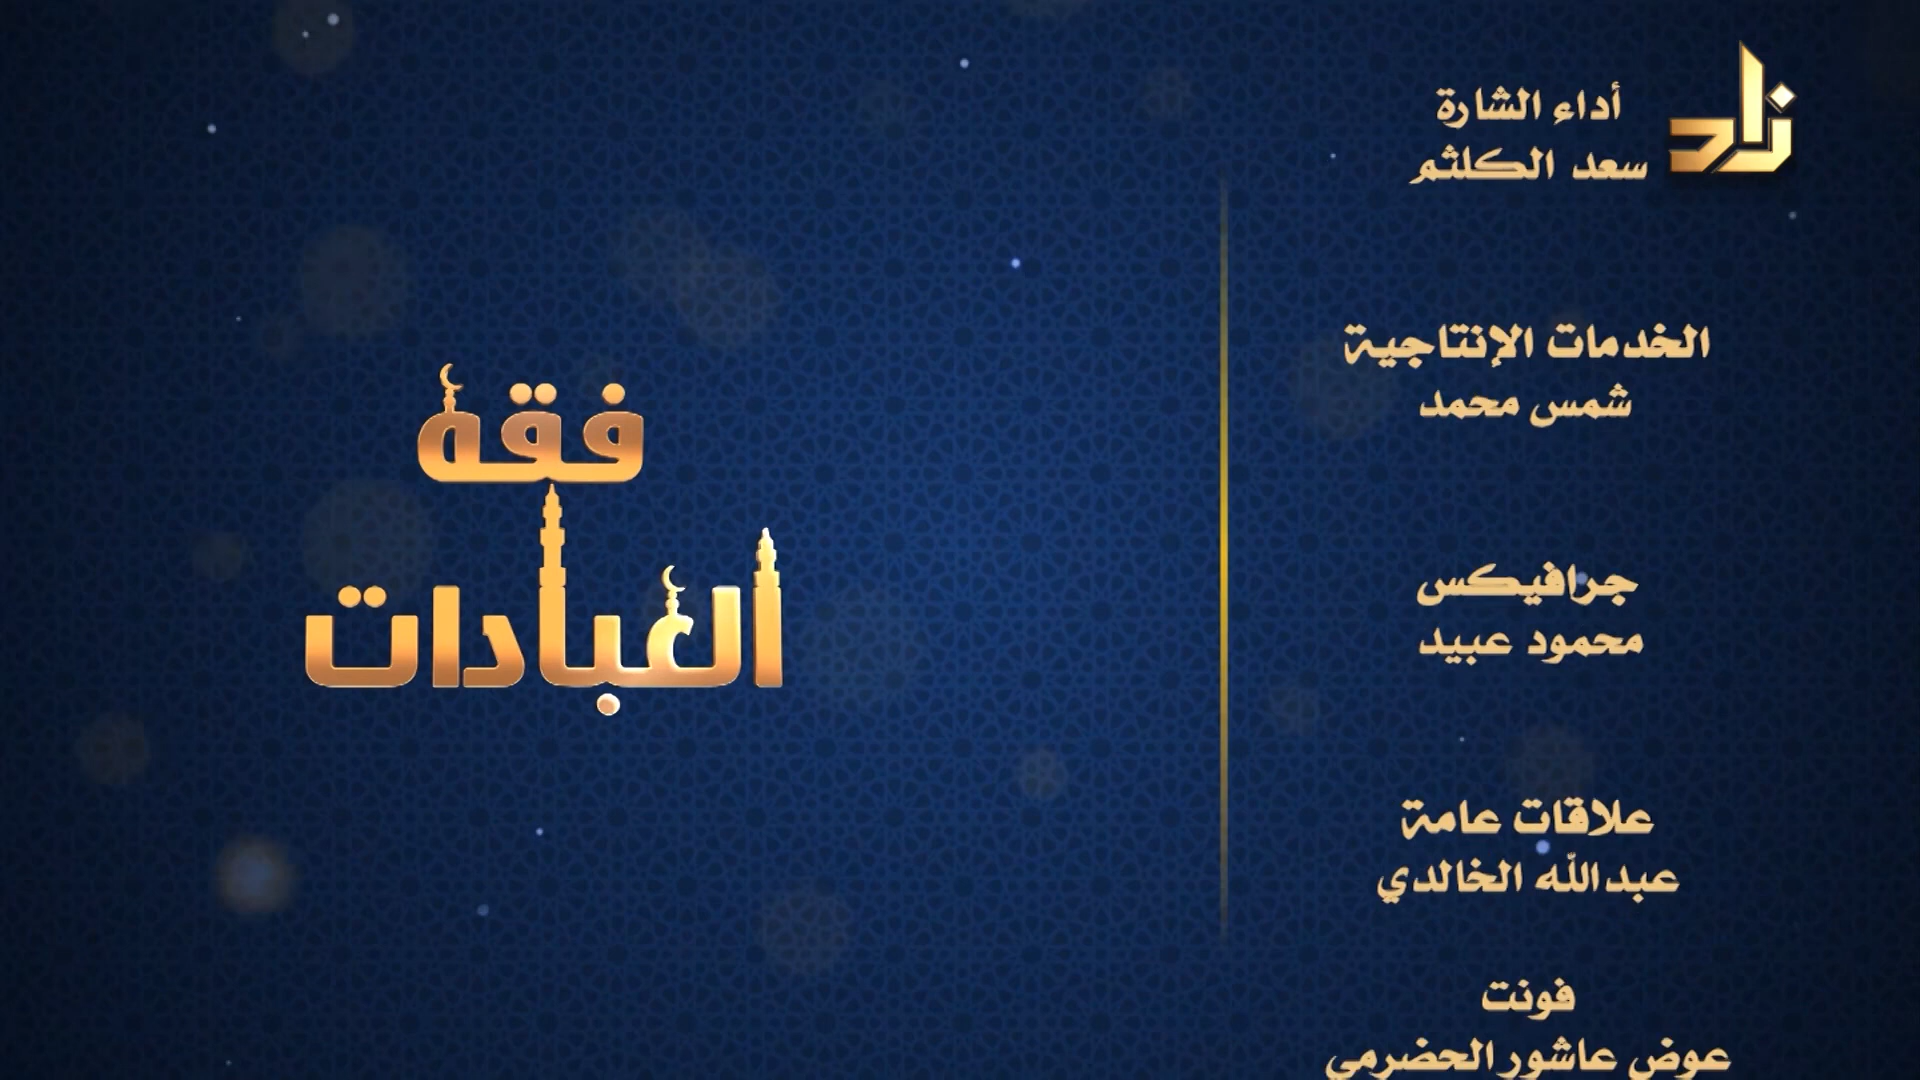 زاد
أداء الشارة
سعد الكلثم
الخدمات الإنتاجية
شمس محمد
جرافيكس
محمود عبيد
علاقات عامة
عبدالله الخالدي
فونت
عوض عاشور الحضرمي
فقه
العبادات